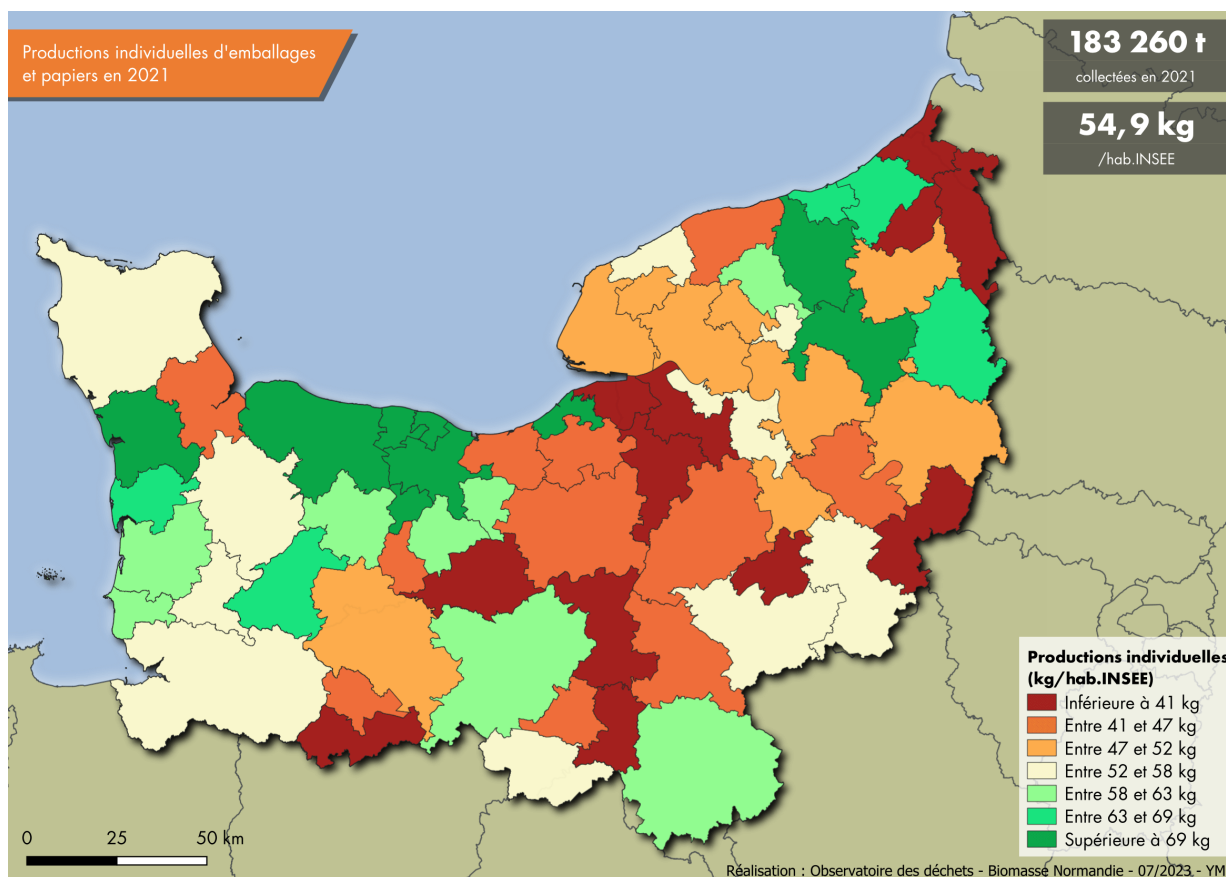 Productions individuelles d'emballages
et papiers en 2021
183 260 t
collectées en 2021
54,9 kg
/hab.INSEE
Productions individuelles
(kg/hab.INSEE)
Inférieure à 41 kg
Entre 41 et 47 kg
Entre 47 et 52 kg
Entre 52 et 58 kg
Entre 58 et 63 kg
Entre 63 et 69 kg
Supérieure à 69 kg
0 25 50 km
Réalisation : Observatoire des déchets - Biomasse Normandie - 07/2023 - YM